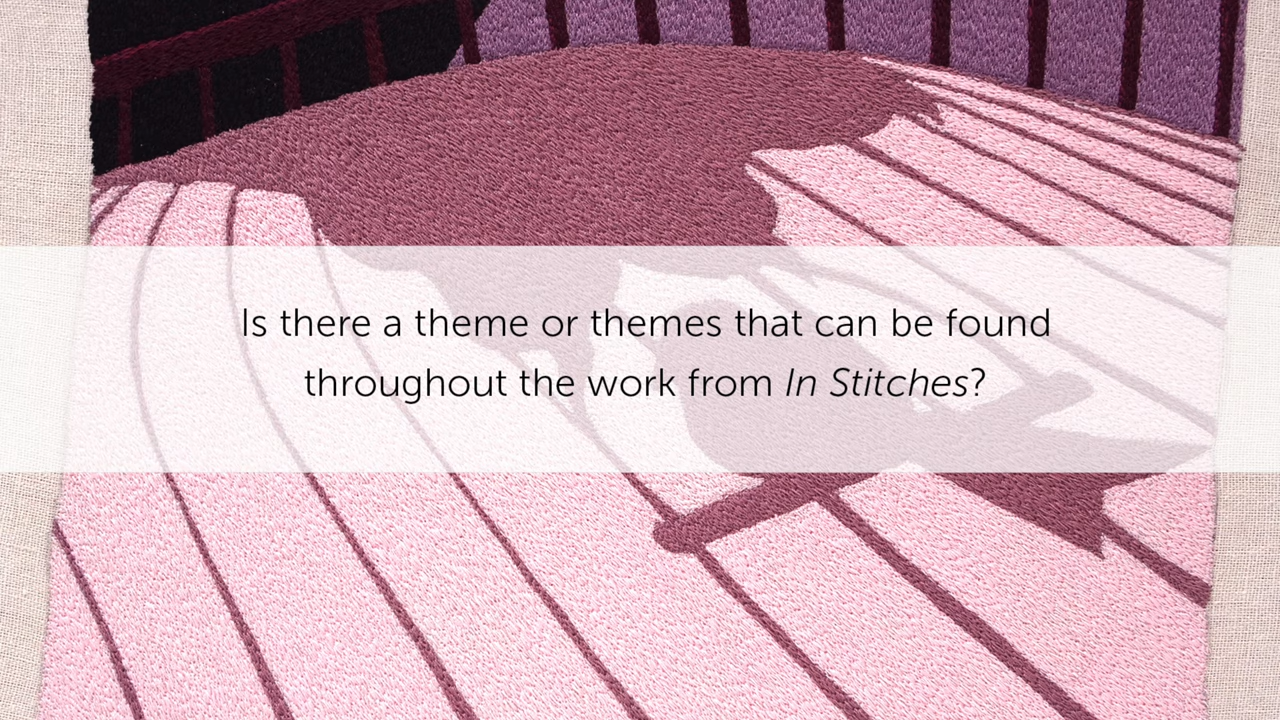 Is there a theme or themes that can be found
throughout the work from In Stitches?